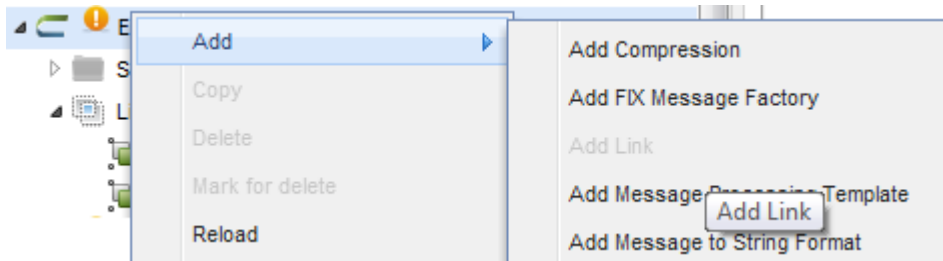 E
S
Li
Add
Copy
Delete
Mark for delete
Reload
Add Compression
Add FIX Message Factory
Add Link
Add Message Processing Template
Add Link
Add Message to String Format